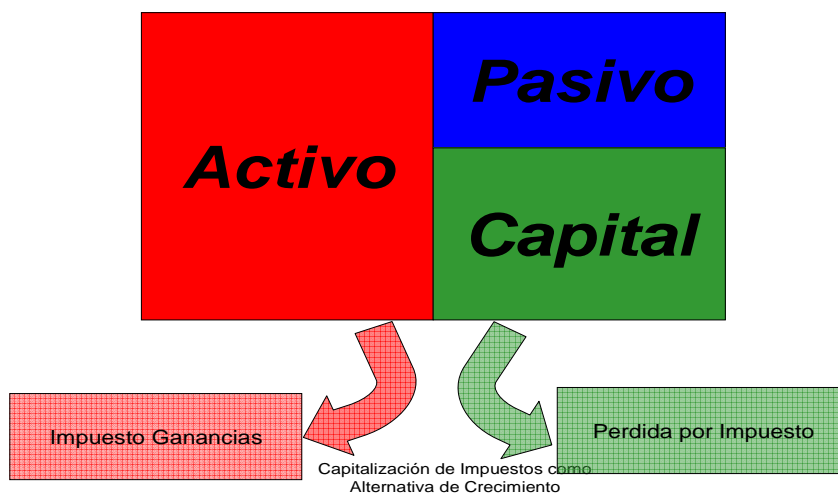 Activo
Pasivo
Capital
Impuesto Ganancias
Perdida por Impuesto
Capitalización de Impuestos como
Alternativa de Crecimiento